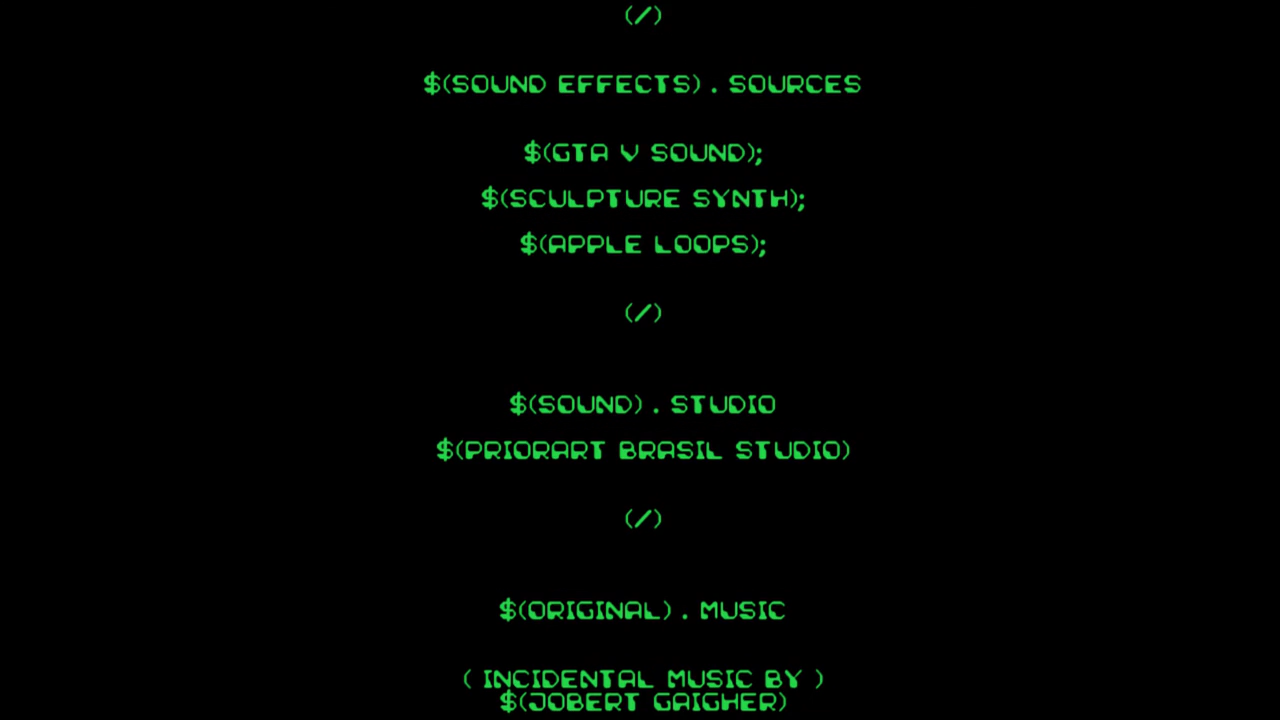 (/)
$(SOUND EFFECTS) . SOURCES
$(GTA V SOUND);
$(SCULPTURE SYNTH);
$(APPLE LOOPS);
(/)
$(SOUND) . STUDIO
$(PRIORART BRASIL STUDIO)
(/)
$(ORIGINAL) . MUSIC
( INCIDENTAL MUSIC BY )
$(JOBERT GAIGHER)